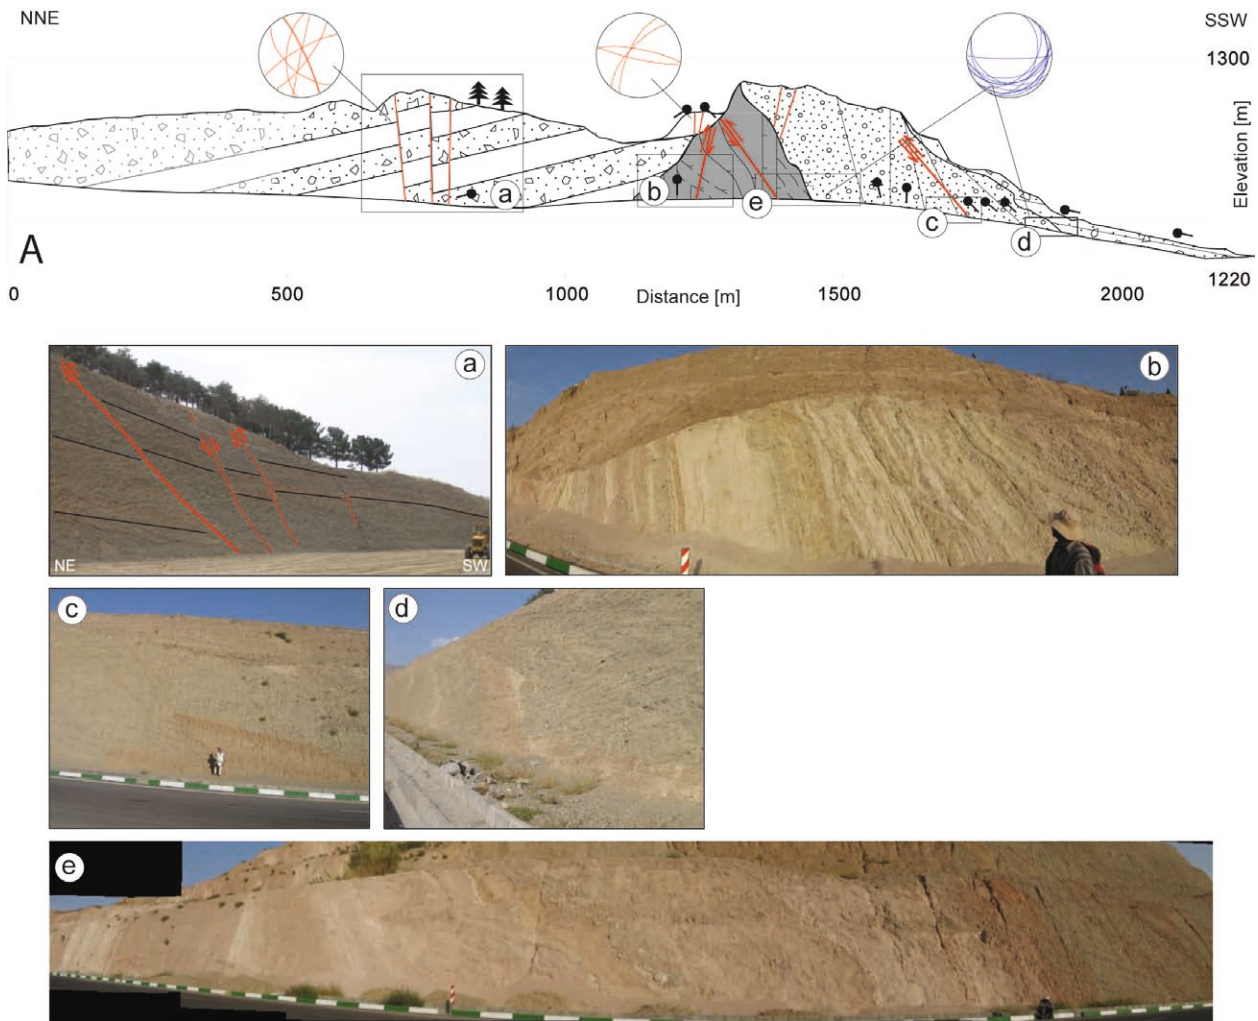 NNE
SSW
1300
Elevation [m]
a
b
e
c
d
A
0
500
1000
Distance [m]
1500
2000
1220
a
NE
SW
b
c
d
e